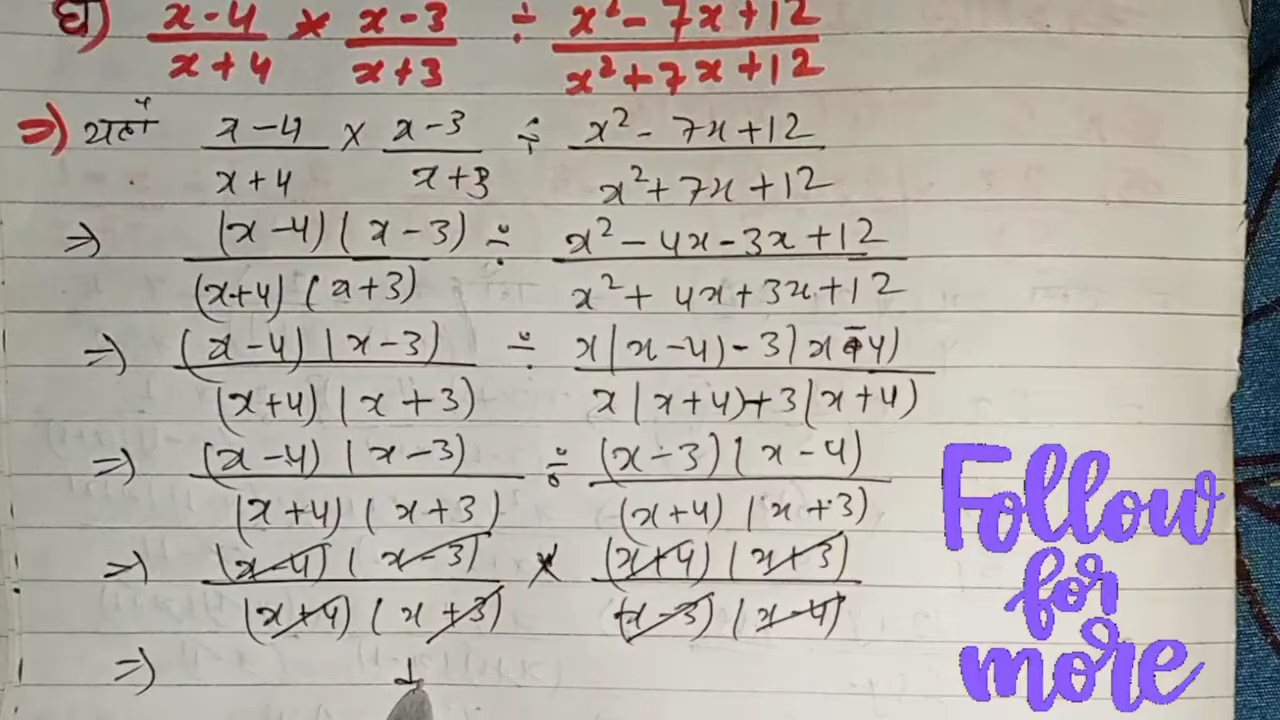 घ) x-4/x+4 * x-3/x+3 ÷ x²-7x+12/x²+7x+12
⇒) यहाँ x-4/x+4 × x-3/x+3 ÷ x²-7x+12/x²+7x+12
⇒) (x-4)(x-3)/(x+4)(x+3) ÷ x²-4x-3x+12/x²+4x+3x+12
⇒) (x-4)(x-3)/(x+4)(x+3) ÷ x(x-4)-3(x-4)/x(x+4)+3(x+4)
⇒) (x-4)(x-3)/(x+4)(x+3) ÷ (x-3)(x-4)/(x+4)(x+3)
⇒) (x-4)(x-3)/(x+4)(x+3) × (x+4)(x+3)/(x-3)(x-4)
⇒) 1
Follow
for
more